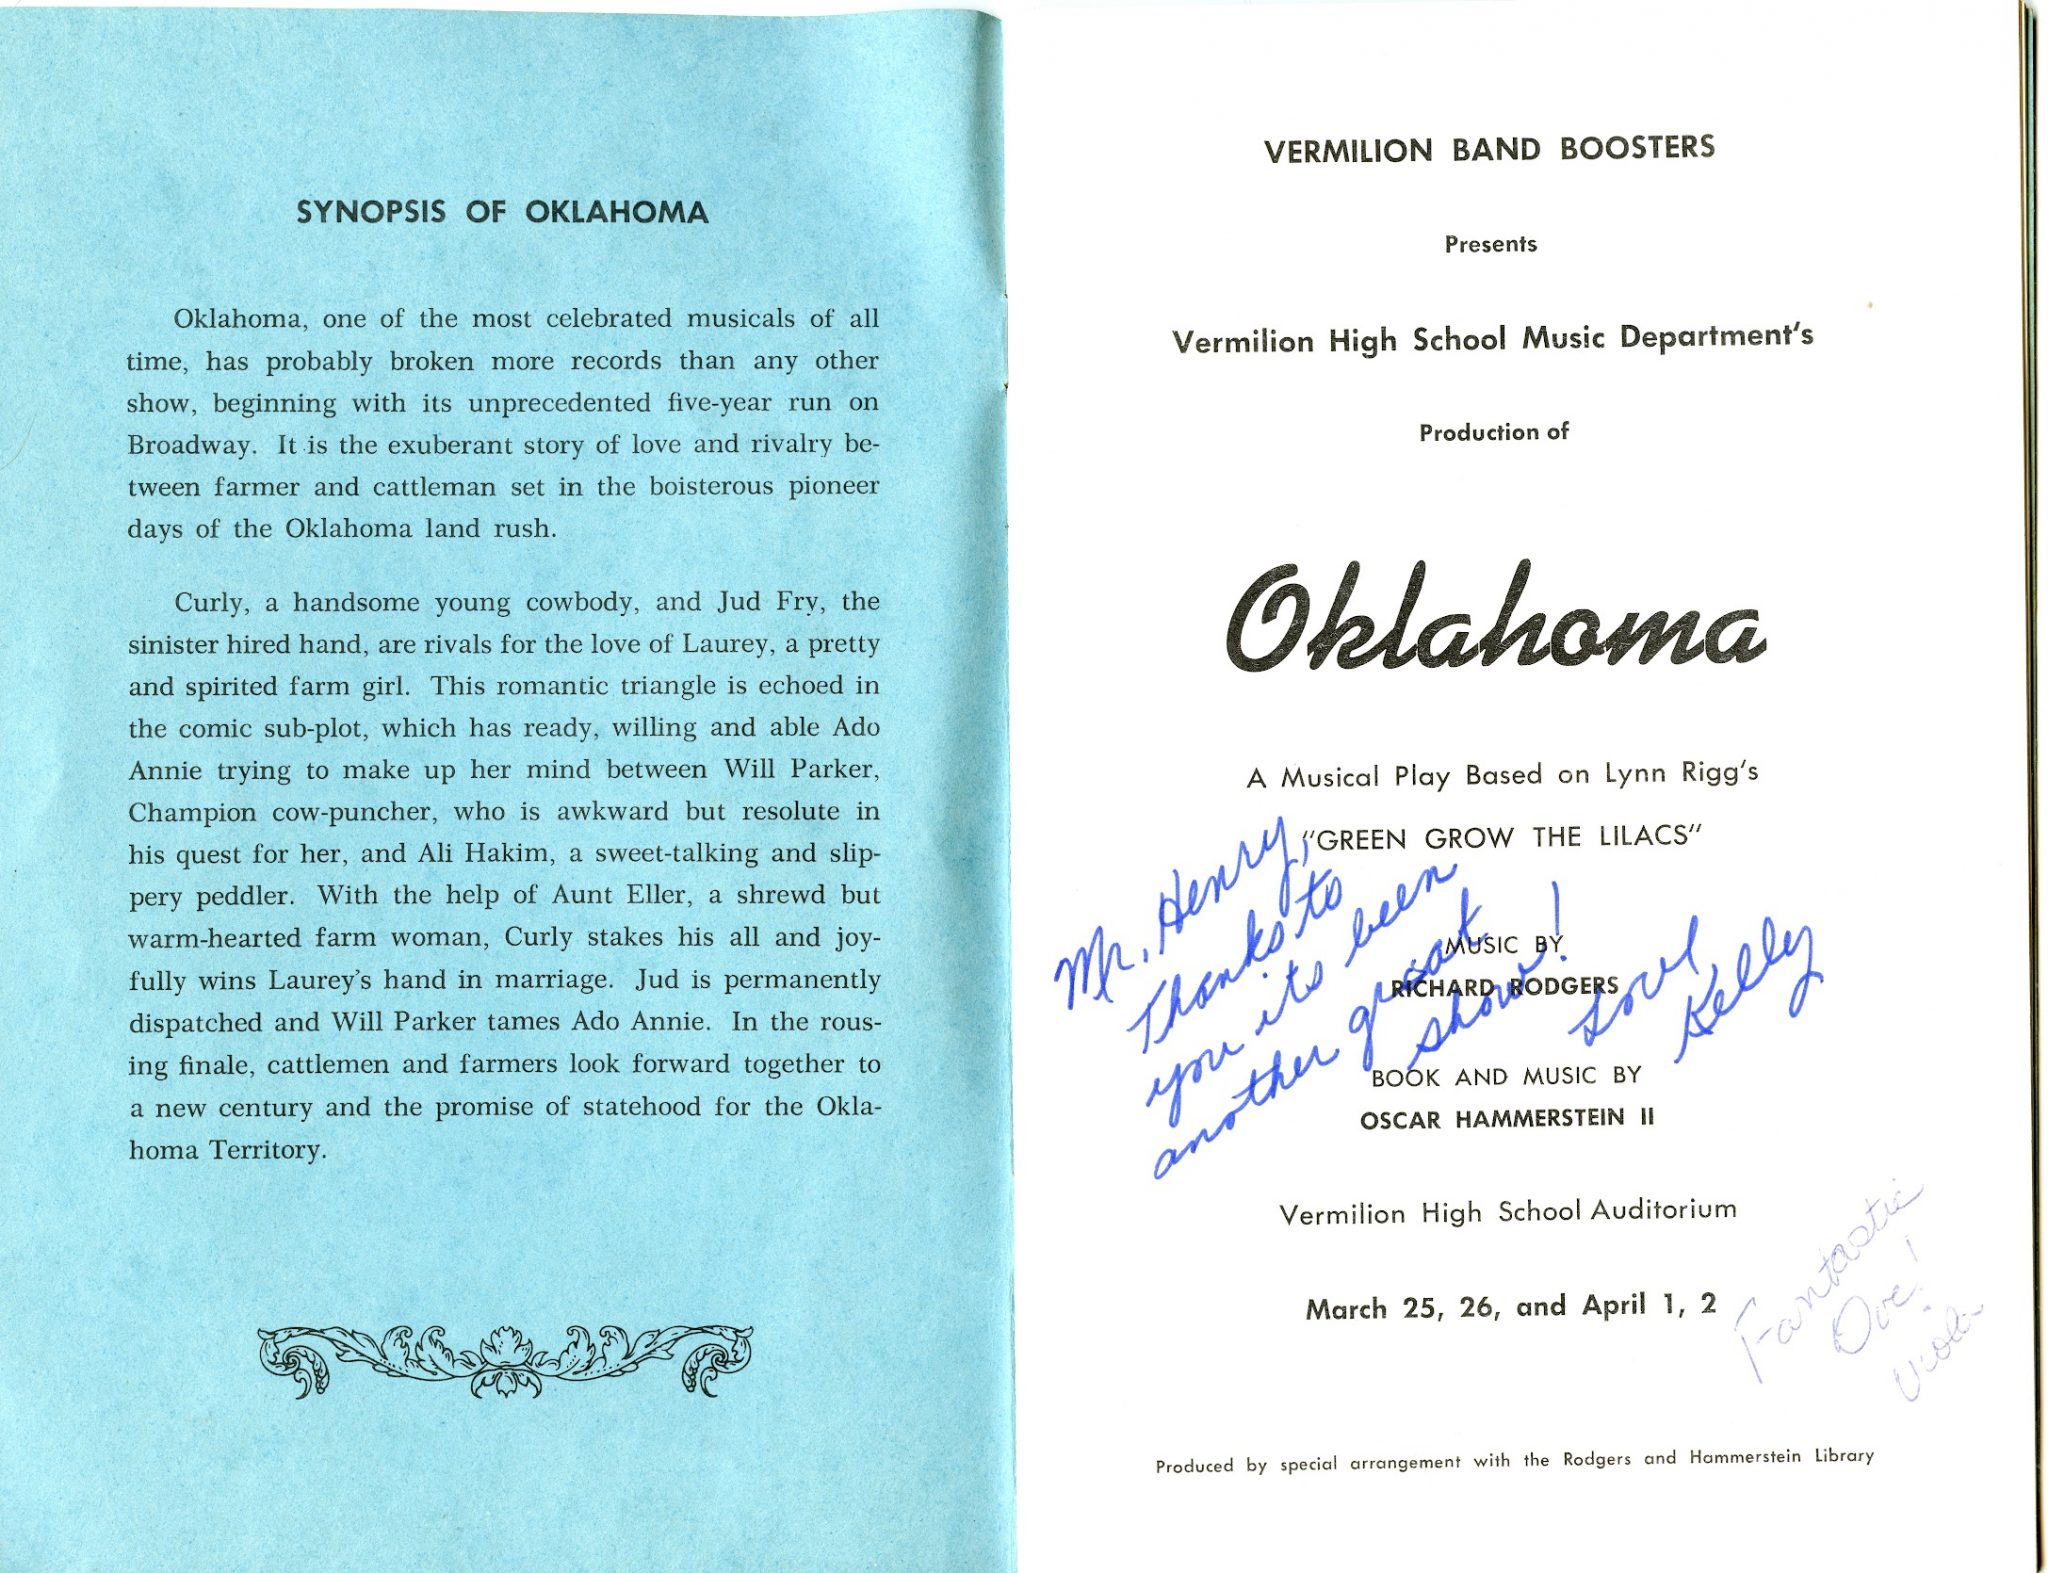 SYNOPSIS OF OKLAHOMA
Oklahoma, one of the most celebrated musicals of all
time, has probably broken more records than any other
show, beginning with its unprecedented five-year run on
Broadway. It is the exuberant story of love and rivalry be-
tween farmer and cattleman set in the boisterous pioneer
days of the Oklahoma land rush.
Curly, a handsome young cowbody, and Jud Fry, the
sinister hired hand, are rivals for the love of Laurey, a pretty
and spirited farm girl. This romantic triangle is echoed in
the comic sub-plot, which has ready, willing and able Ado
Annie trying to make up her mind between Will Parker,
Champion cow-puncher, who is awkward but resolute in
his quest for her, and Ali Hakim, a sweet-talking and slip-
pery peddler. With the help of Aunt Eller, a shrewd but
warm-hearted farm woman, Curly stakes his all and joy-
fully wins Laurey's hand in marriage. Jud is permanently
dispatched and Will Parker tames Ado Annie. In the rous-
ing finale, cattlemen and farmers look forward together to
a new century and the promise of statehood for the Okla-
homa Territory.
VERMILION BAND BOOSTERS
Presents
Vermilion High School Music Department's
Production of
Oklahoma
A Musical Play Based on Lynn Rigg's
"GREEN GROW THE LILACS"
MUSIC BY
RICHARD RODGERS
BOOK AND MUSIC BY
OSCAR HAMMERSTEIN II
Vermilion High School Auditorium
March 25, 26, and April 1, 2
Produced by special arrangement with the Rodgers and Hammerstein Library
Mr. Henry,
Thanks to
you its been
another great
show!
Love,
Kelly
Fantastic
Viola